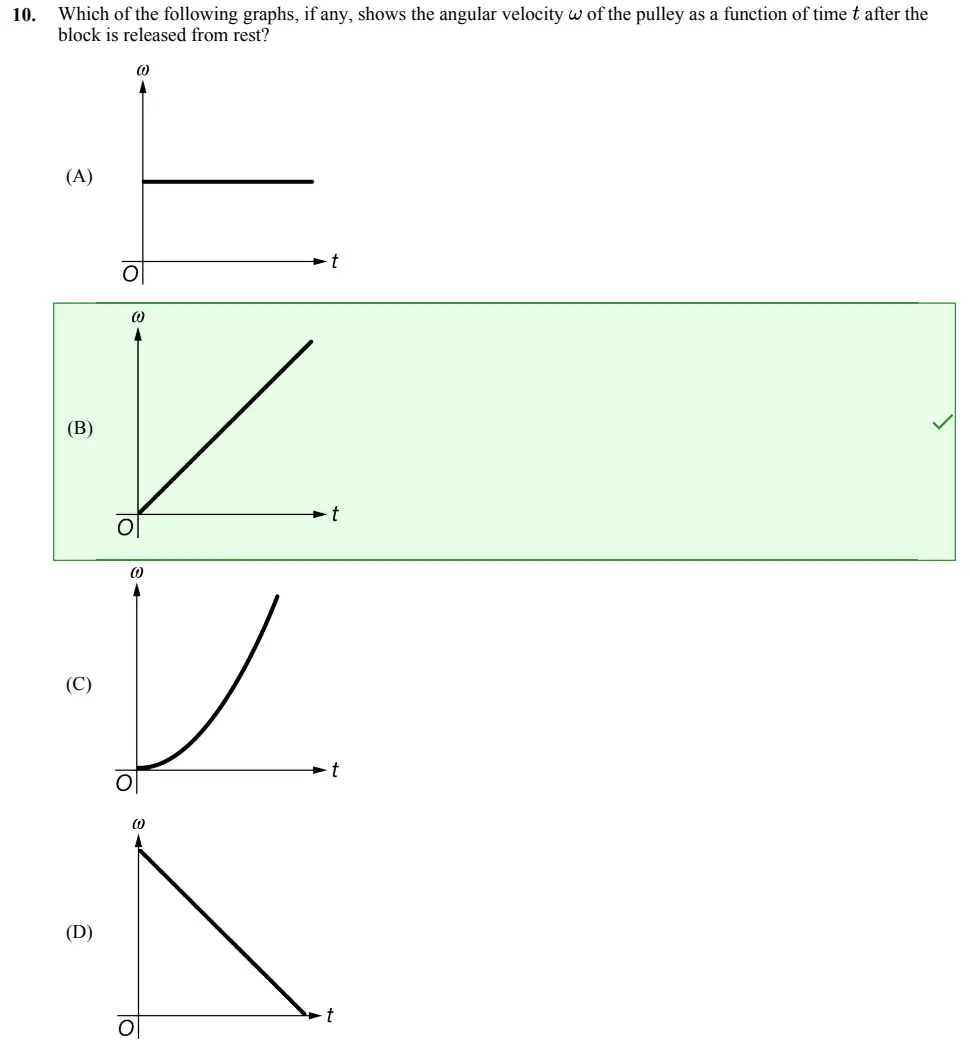 10. Which of the following graphs, if any, shows the angular velocity ω of the pulley as a function of time t after the
block is released from rest?
ω
(A)
O
t
ω
(B)
O
t
ω
(C)
O
t
ω
(D)
O
t